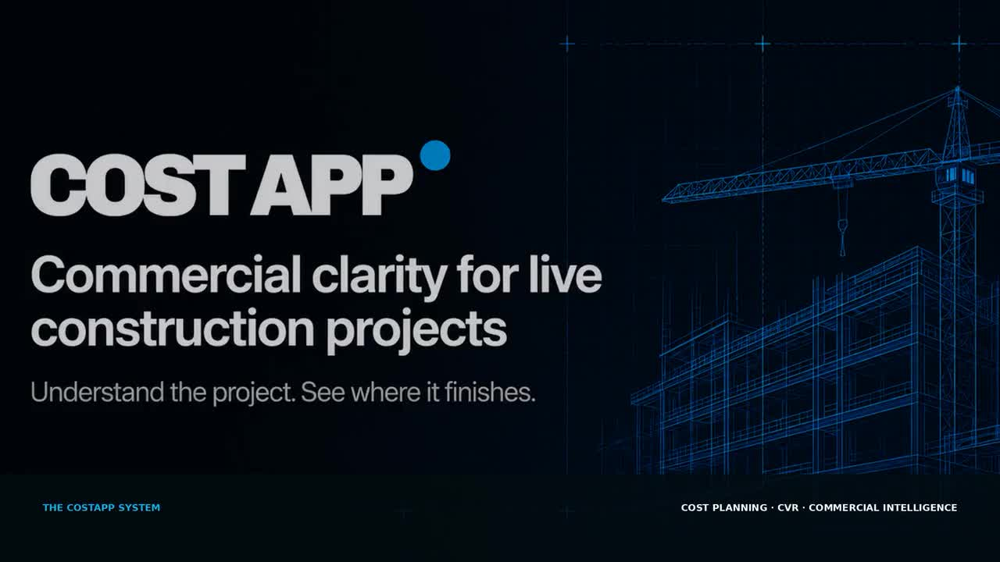 COST APP
Commercial clarity for live
construction projects
Understand the project. See where it finishes.
THE COSTAPP SYSTEM
COST PLANNING · CVR · COMMERCIAL INTELLIGENCE